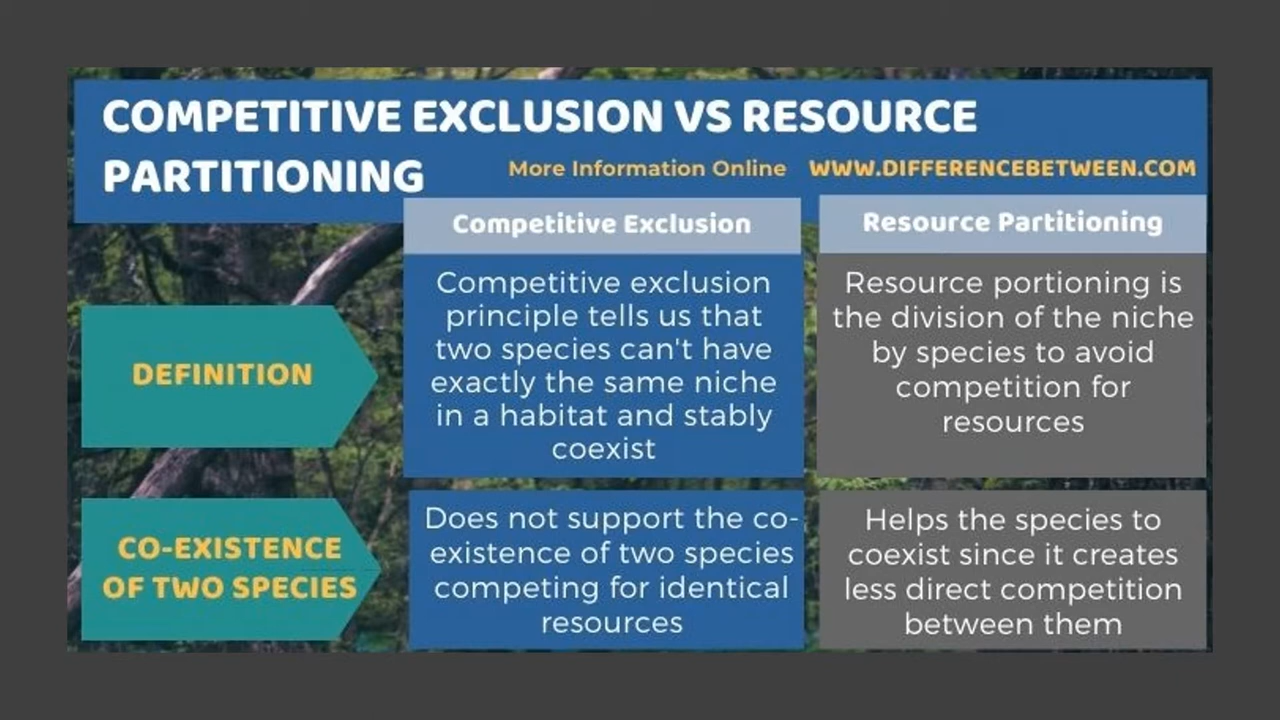 COMPETITIVE EXCLUSION VS RESOURCE
PARTITIONING
More Information Online WWW.DIFFERENCEBETWEEN.COM
Competitive Exclusion
Resource Partitioning
DEFINITION
Competitive exclusion
principle tells us that
two species can't have
exactly the same niche
in a habitat and stably
coexist
Resource portioning is
the division of the niche
by species to avoid
competition for
resources
CO-EXISTENCE
OF TWO SPECIES
Does not support the co-
existence of two species
competing for identical
resources
Helps the species to
coexist since it creates
less direct competition
between them